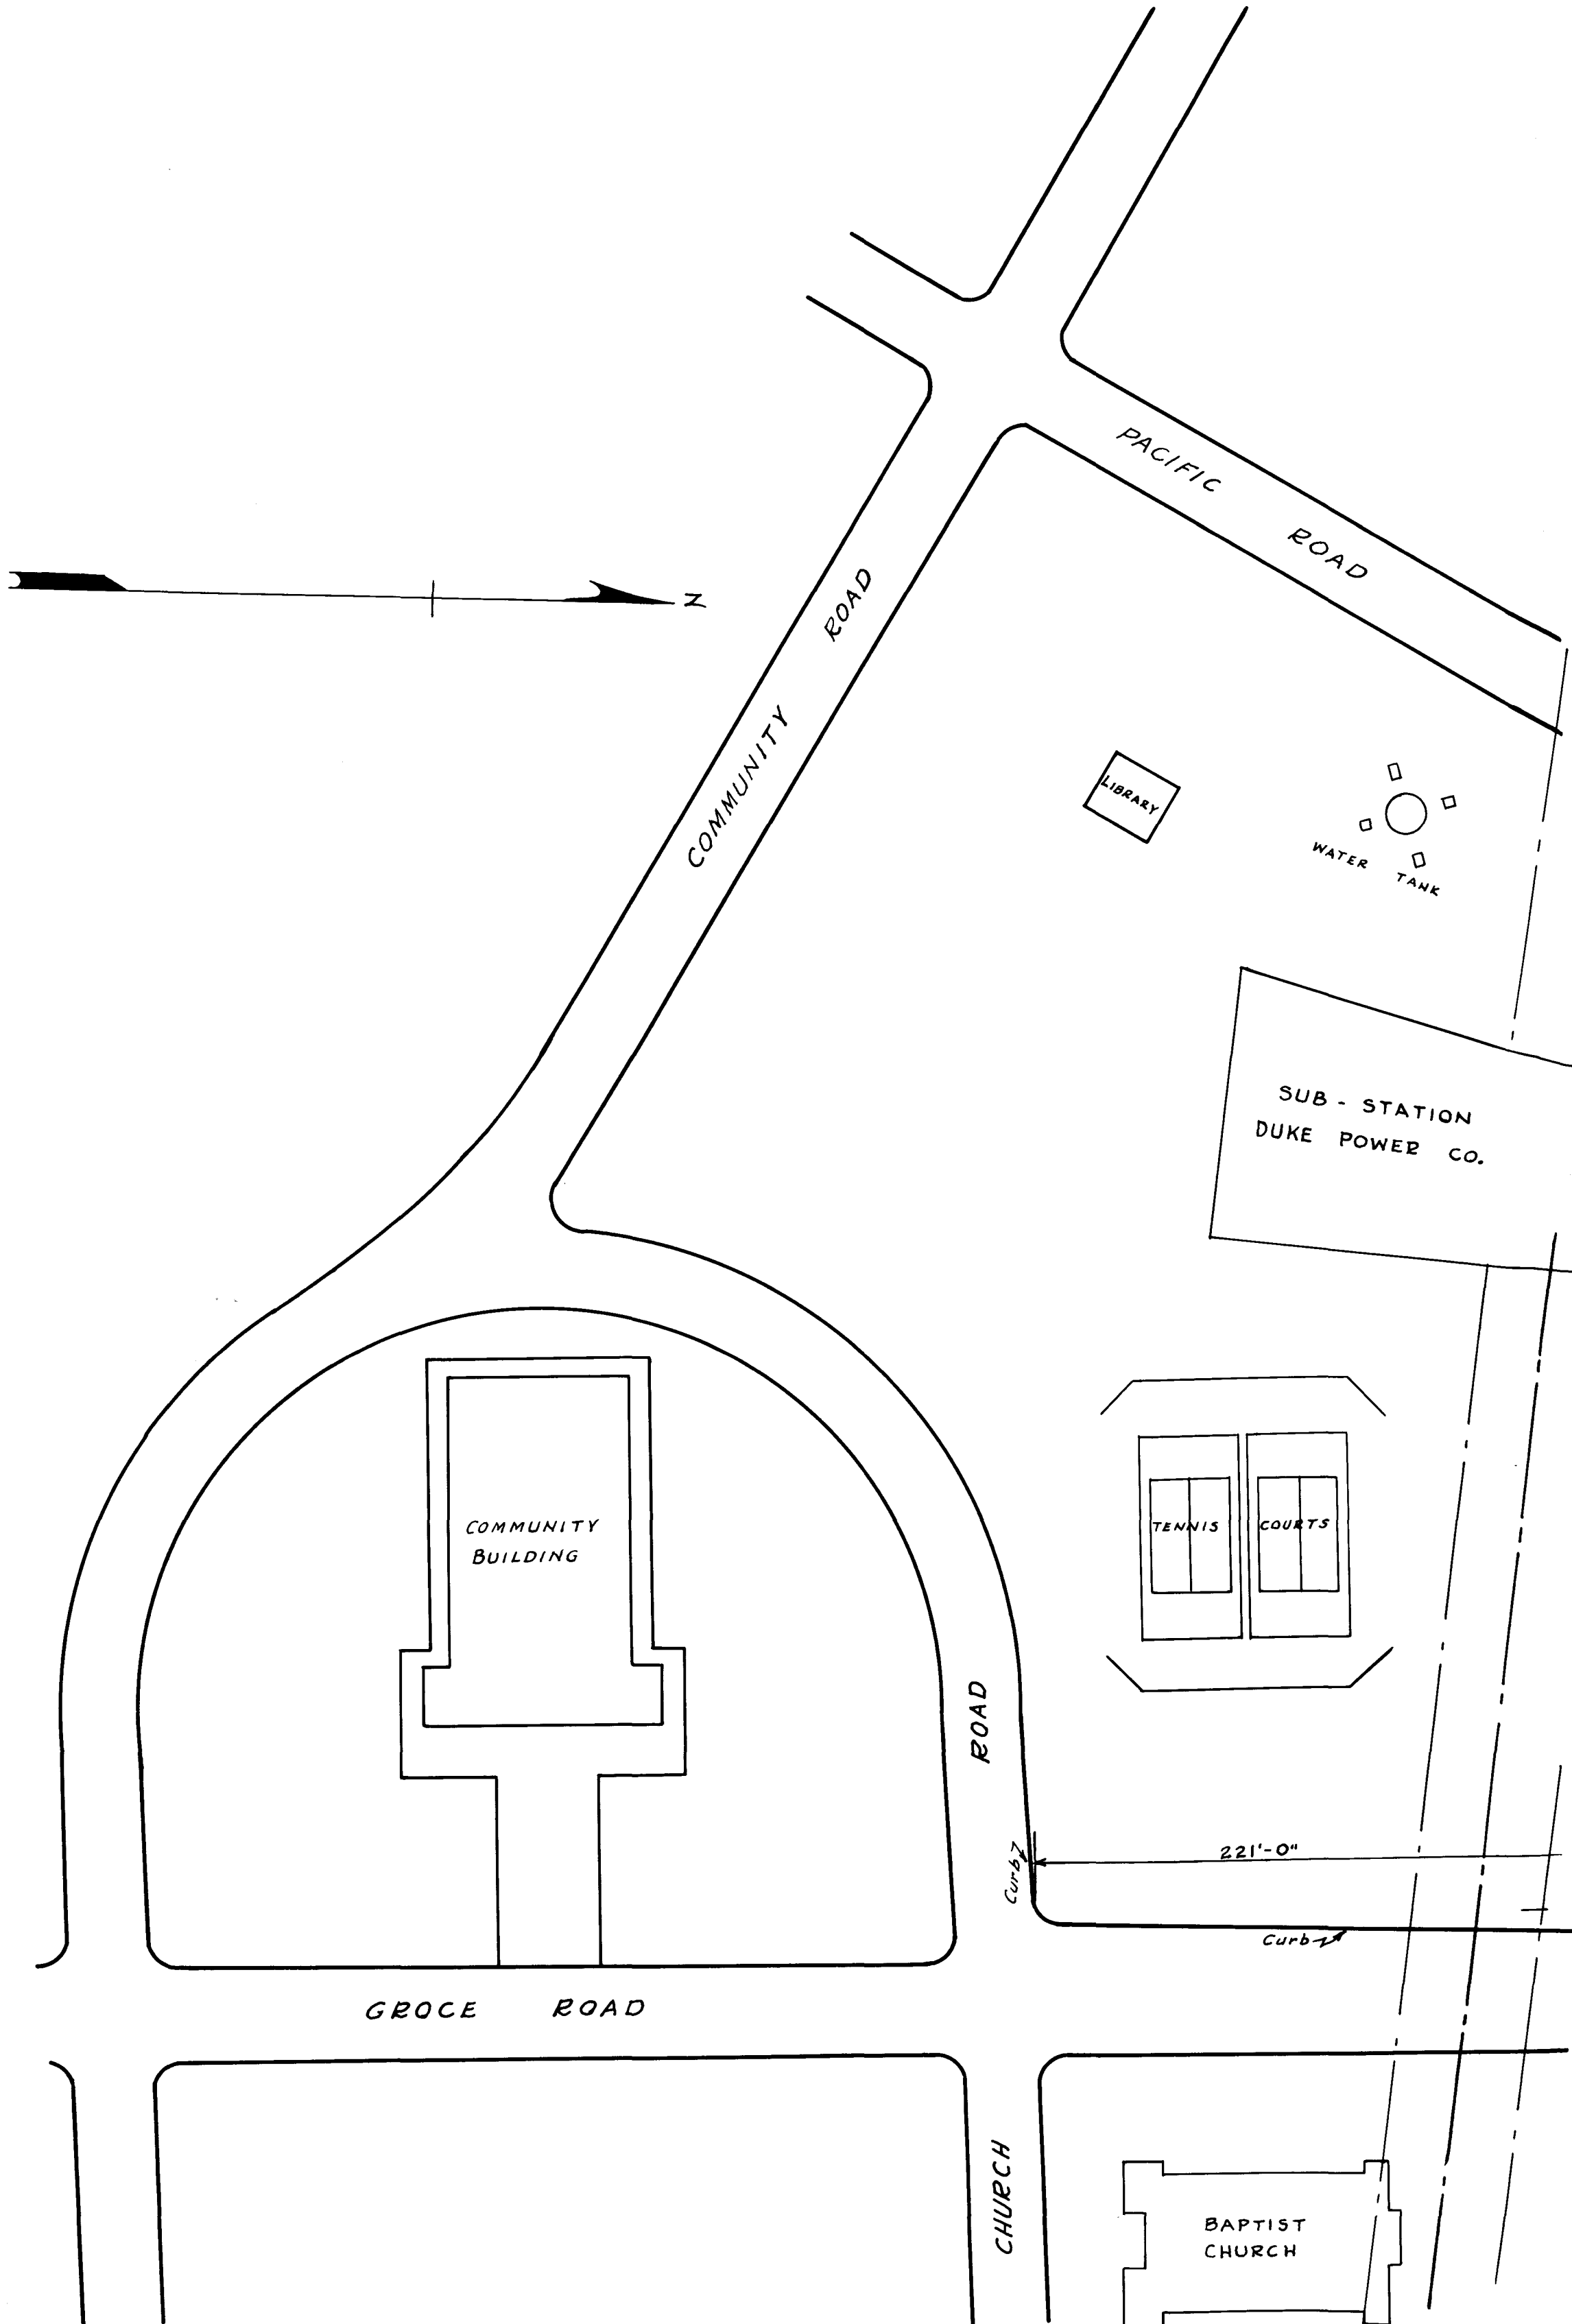 PACIFIC ROAD
N
COMMUNITY ROAD
LIBRARY
WATER TANK
SUB - STATION
DUKE POWER CO.
COMMUNITY
BUILDING
TENNIS COURTS
221'-0"
Curb
Curb
GROCE ROAD
CHURCH ROAD
BAPTIST
CHURCH